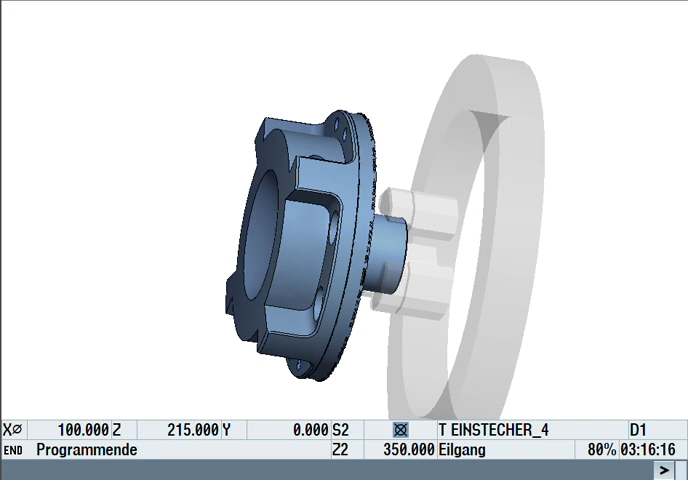 X⌀ 100.000 Z 215.000 Y 0.000 S2 T EINSTECHER_4 D1
END Programmende Z2 350.000 Eilgang 80% 03:16:16
>